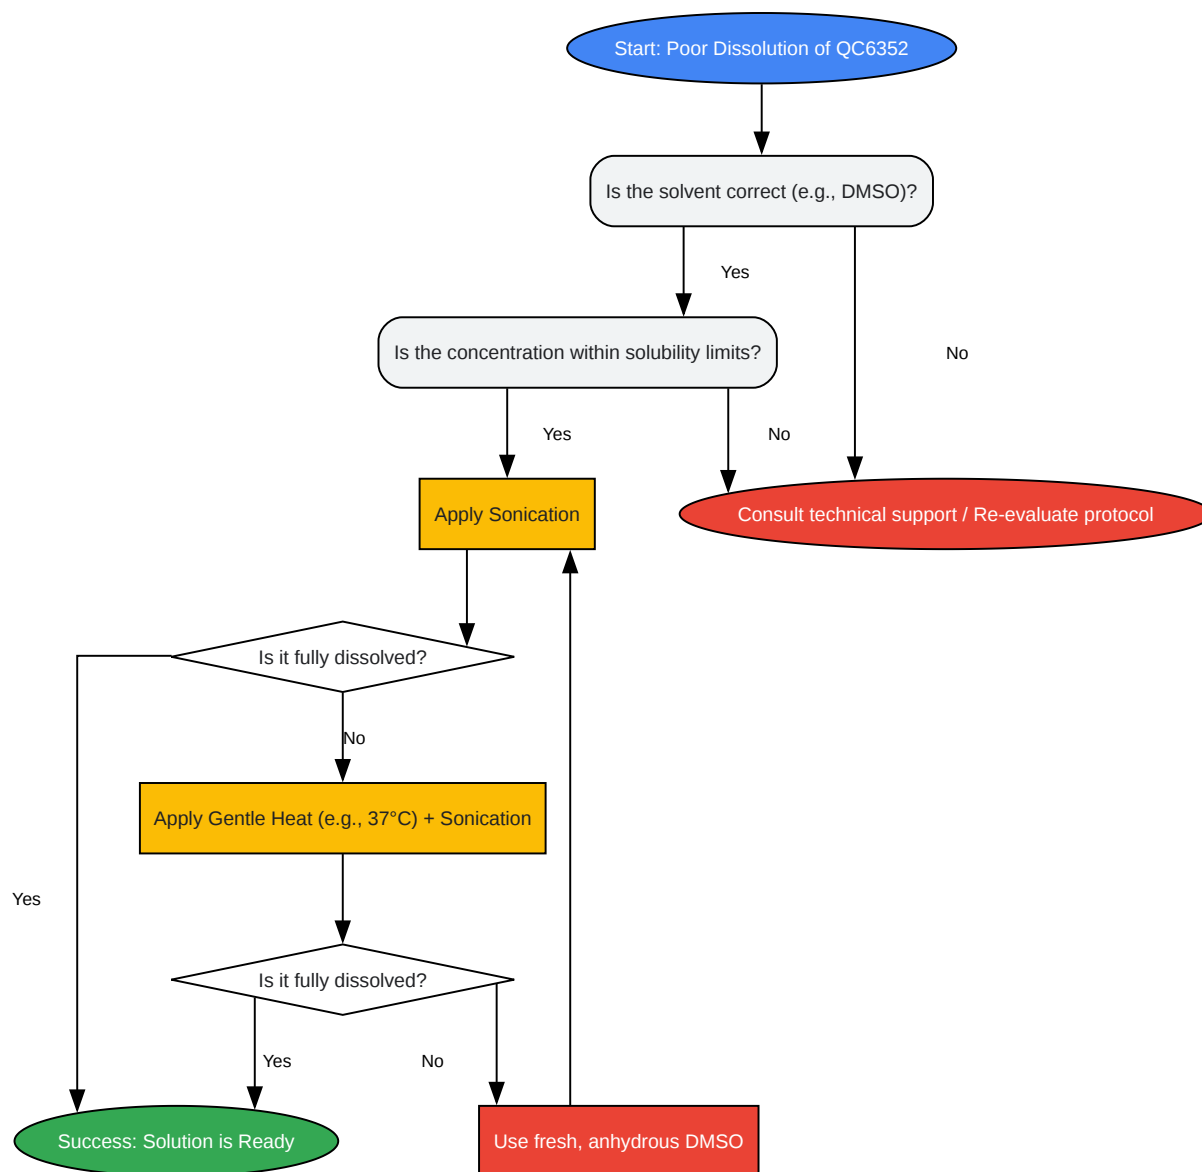 Start: Poor Dissolution of QC6352
Is the solvent correct (e.g., DMSO)?
Yes
Is the concentration within solubility limits?
No
Yes
No
Apply Sonication
Consult technical support / Re-evaluate protocol
Is it fully dissolved?
No
Apply Gentle Heat (e.g., 37°C) + Sonication
Yes
Is it fully dissolved?
Yes
No
Success: Solution is Ready
Use fresh, anhydrous DMSO